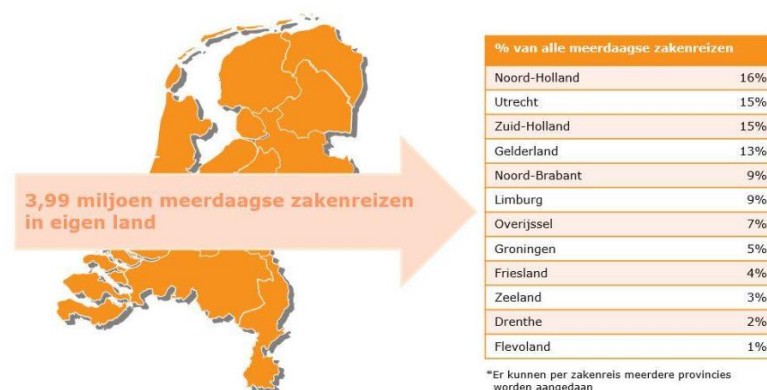 3,99 miljoen meerdaagse zakenreizen
in eigen land
% van alle meerdaagse zakenreizen
Noord-Holland 16%
Utrecht 15%
Zuid-Holland 15%
Gelderland 13%
Noord-Brabant 9%
Limburg 9%
Overijssel 7%
Groningen 5%
Friesland 4%
Zeeland 3%
Drenthe 2%
Flevoland 1%
*Er kunnen per zakenreis meerdere provincies
worden aangedaan